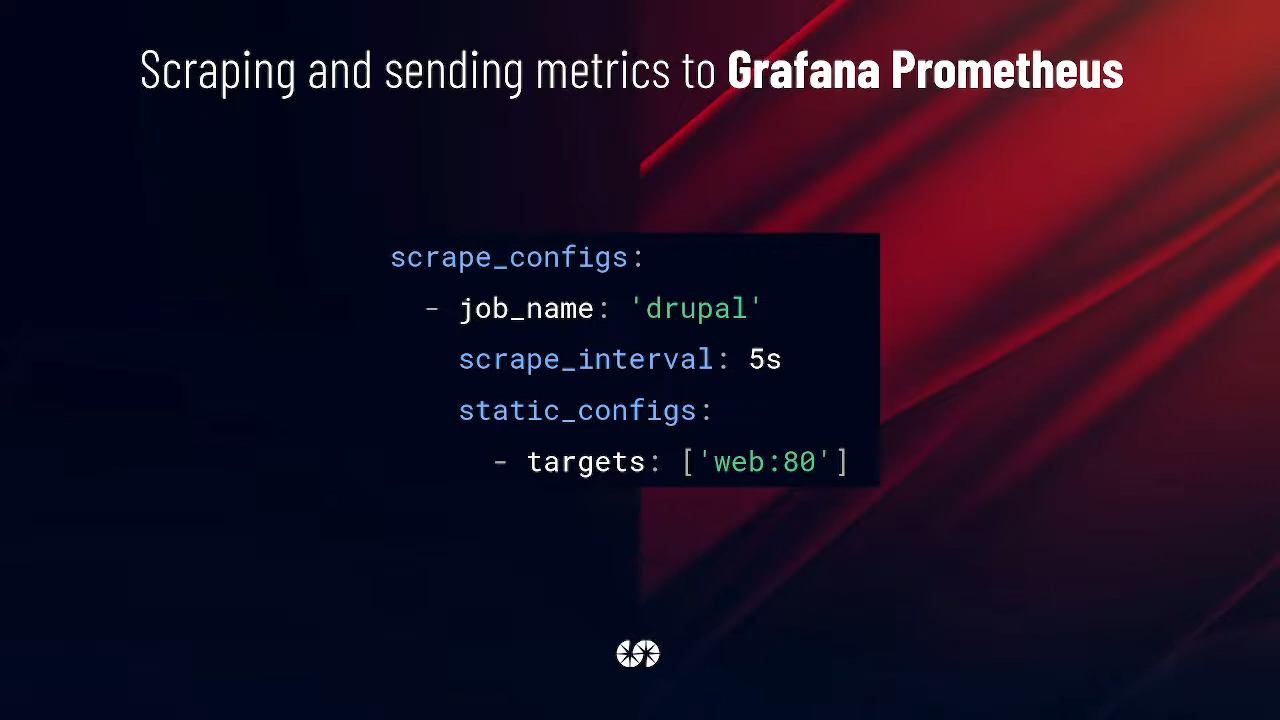 Scraping and sending metrics to Grafana Prometheus
scrape_configs:
  - job_name: 'drupal'
    scrape_interval: 5s
    static_configs:
      - targets: ['web:80']